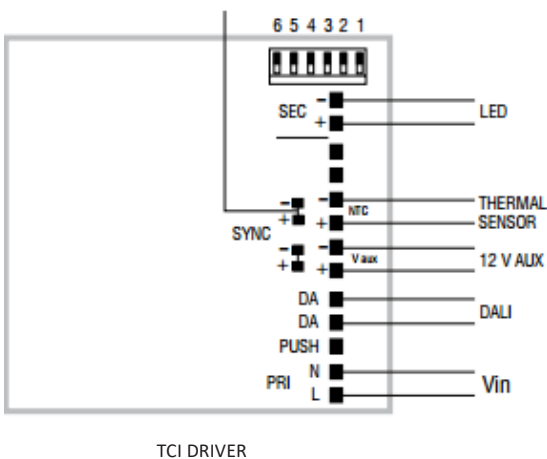 6 5 4 3 2 1
SEC - LED
+
- THERMAL
NTC
+ SENSOR
-
+
SYNC
- 12 V AUX
V aux
+
-
+
DA DALI
DA
PUSH
N Vin
PRI
L
TCI DRIVER